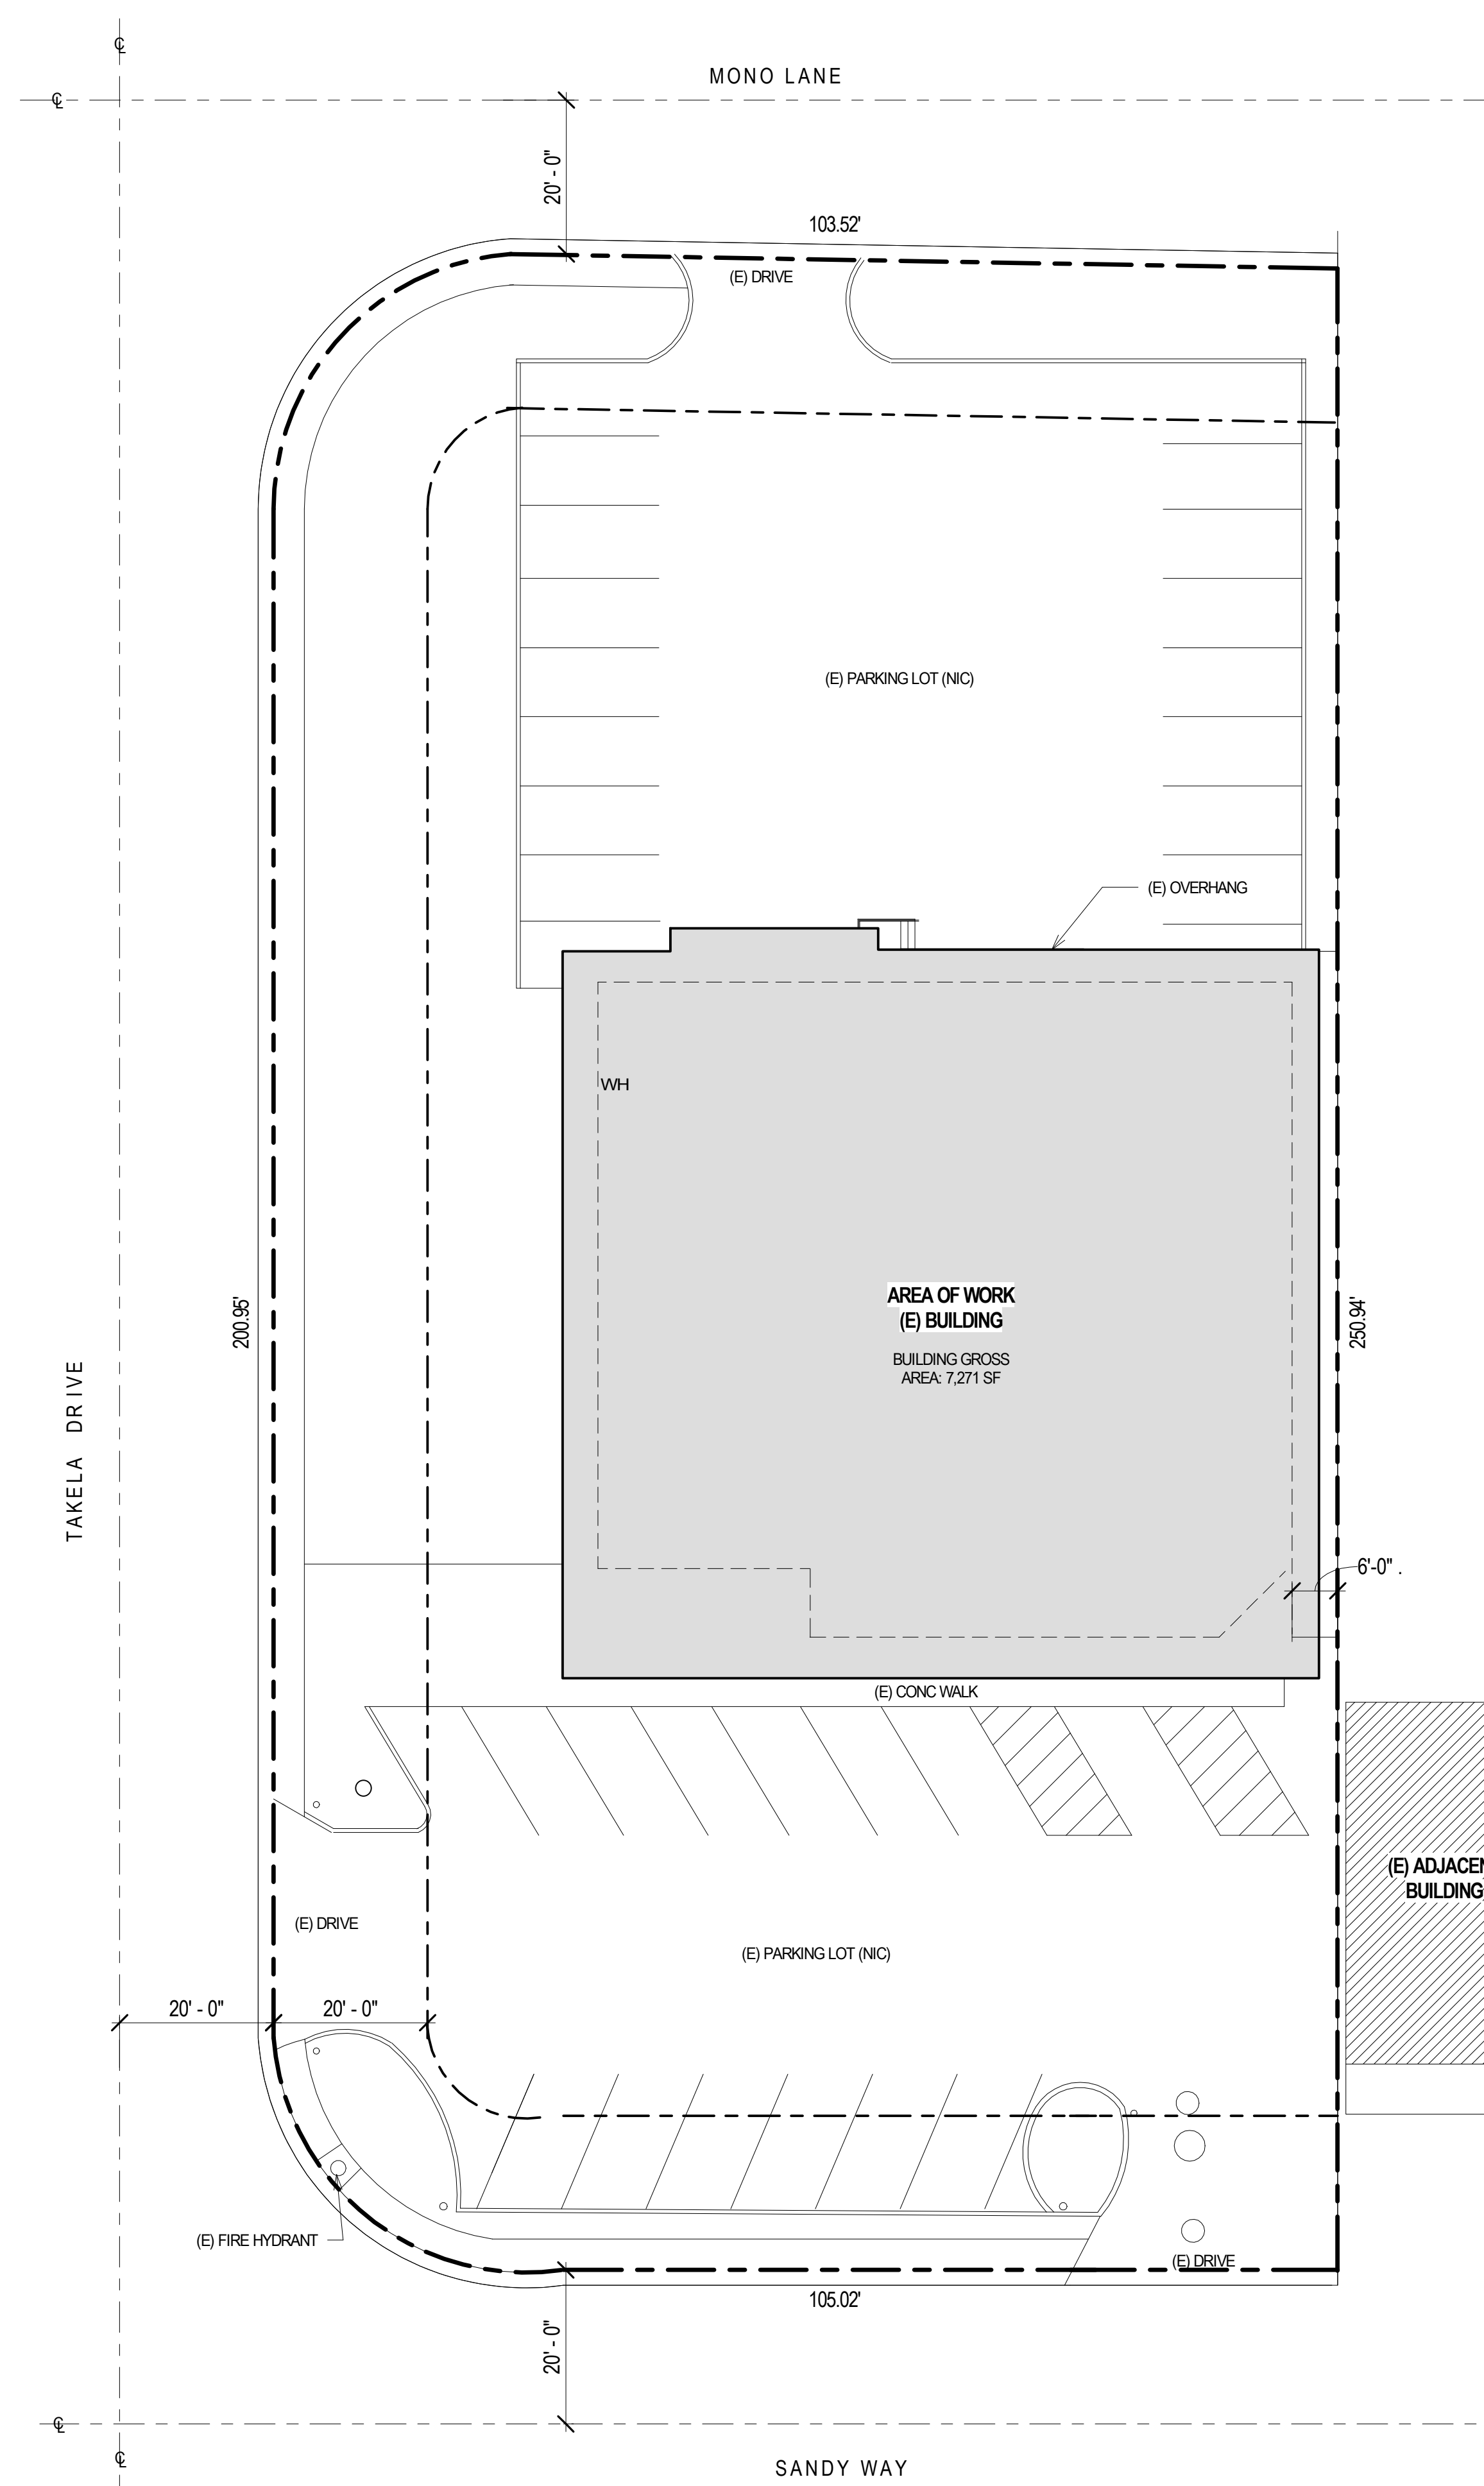 ℄
℄
MONO LANE
20' - 0"
103.52'
(E) DRIVE
(E) PARKING LOT (NIC)
(E) OVERHANG
WH
AREA OF WORK
(E) BUILDING
BUILDING GROSS
AREA: 7,271 SF
200.95'
250.94'
TAKELA DRIVE
6'-0" .
(E) CONC WALK
(E) ADJACEN
BUILDING
(E) DRIVE
(E) PARKING LOT (NIC)
20' - 0"
20' - 0"
(E) FIRE HYDRANT
(E) DRIVE
105.02'
20' - 0"
℄
℄
SANDY WAY